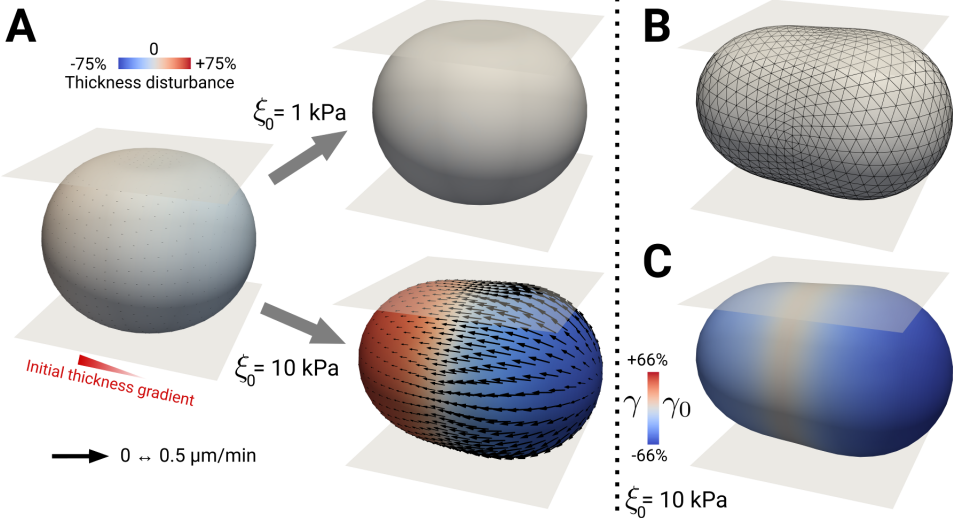 A
-75% 0 +75%
Thickness disturbance
ξ₀= 1 kPa
Initial thickness gradient
ξ₀= 10 kPa
0 ↔ 0.5 µm/min
B
C
+66%
γ γ₀
-66%
ξ₀= 10 kPa